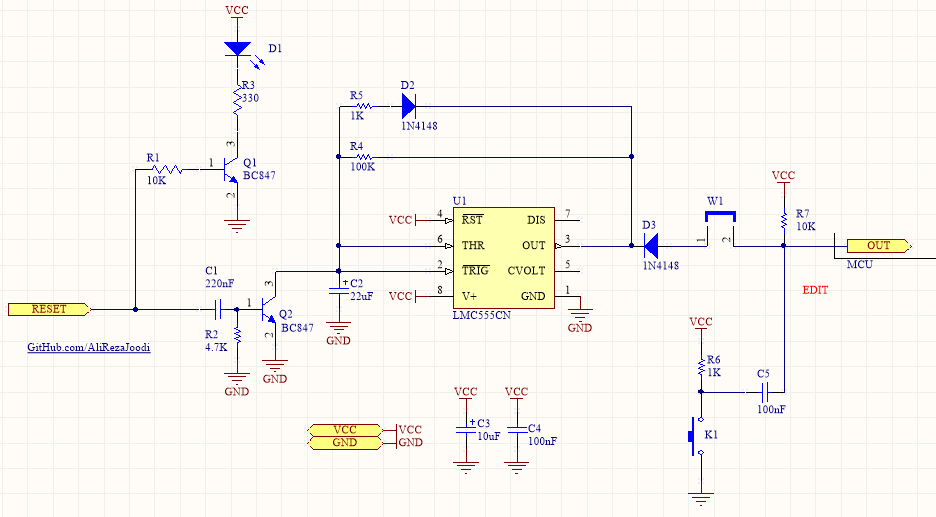 VCC
D1
R3
330
D2
R5
1K
1N4148
R4
100K
3
R1
10K
1
Q1
BC847
2
VCC
U1
VCC
4
RST
DIS
7
W1
R7
10K
6
THR
OUT
3
D3
1
2
OUT
1N4148
MCU
C1
220nF
3
2
TRIG
CVOLT
5
C2
22uF
EDIT
VCC
8
V+
GND
1
LMC555CN
RESET
1
Q2
BC847
2
R2
4.7K
GND
GND
VCC
GitHub.com/AliRezaJoodi
GND
GND
R6
1K
C5
100nF
VCC
VCC
VCC
VCC
GND
GND
C3
10uF
C4
100nF
K1